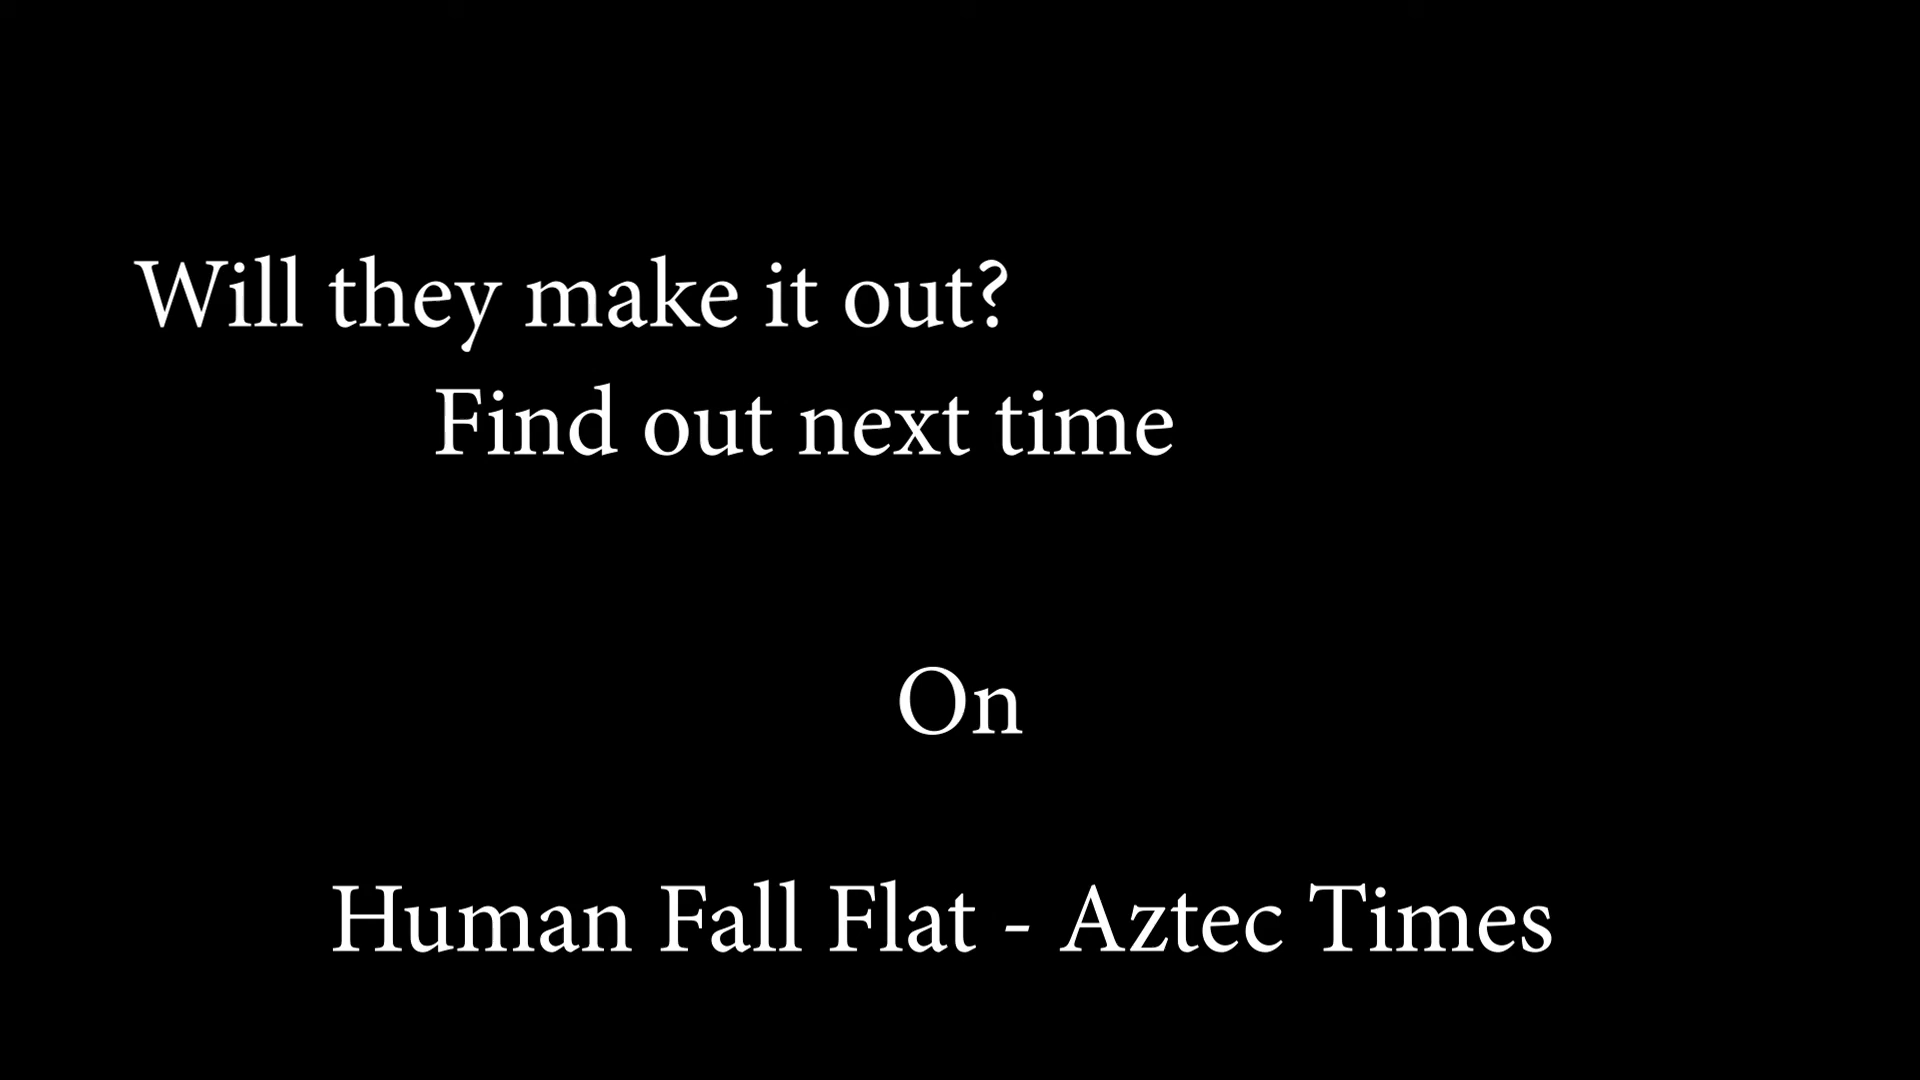 Will they make it out?
Find out next time
On
Human Fall Flat - Aztec Times